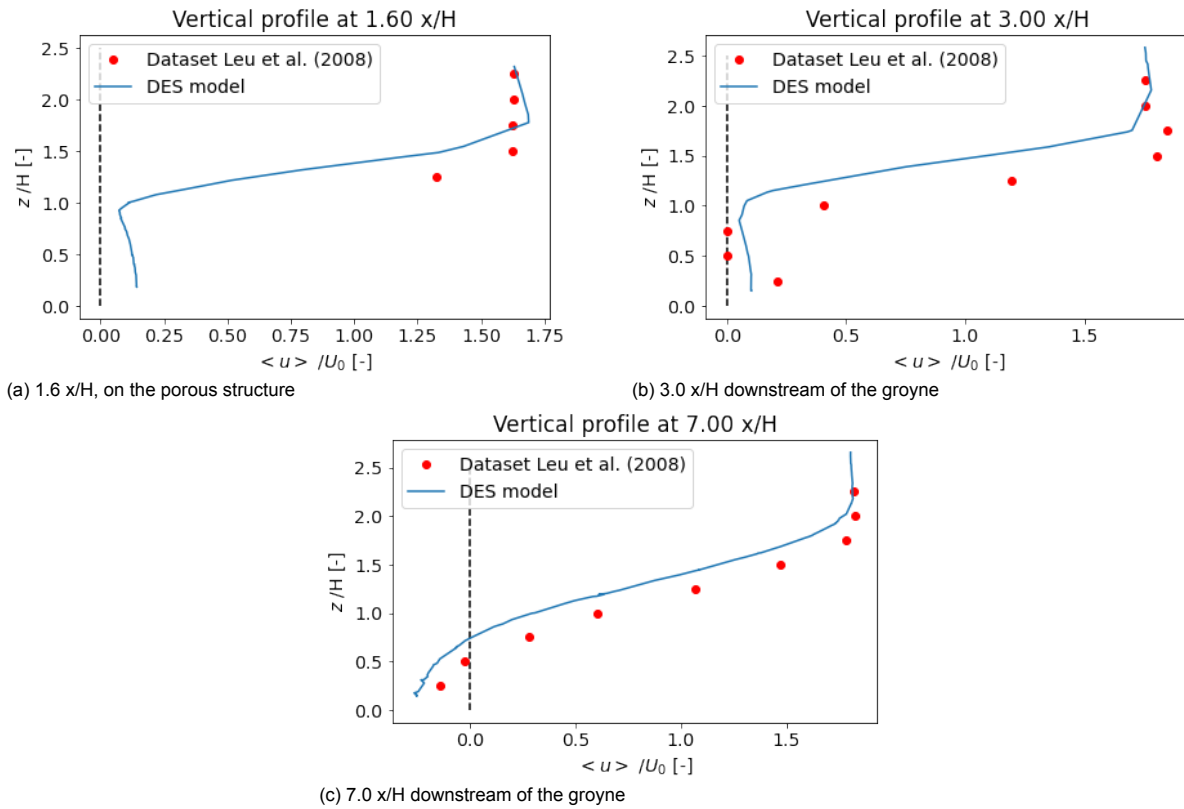 Vertical profile at 1.60 x/H
Dataset Leu et al. (2008)
DES model
z /H [-]
2.5
2.0
1.5
1.0
0.5
0.0
0.00 0.25 0.50 0.75 1.00 1.25 1.50 1.75
< u > /U₀ [-]
(a) 1.6 x/H, on the porous structure
Vertical profile at 3.00 x/H
Dataset Leu et al. (2008)
DES model
z /H [-]
2.5
2.0
1.5
1.0
0.5
0.0
0.0 0.5 1.0 1.5
< u > /U₀ [-]
(b) 3.0 x/H downstream of the groyne
Vertical profile at 7.00 x/H
Dataset Leu et al. (2008)
DES model
z /H [-]
2.5
2.0
1.5
1.0
0.5
0.0
0.0 0.5 1.0 1.5
< u > /U₀ [-]
(c) 7.0 x/H downstream of the groyne